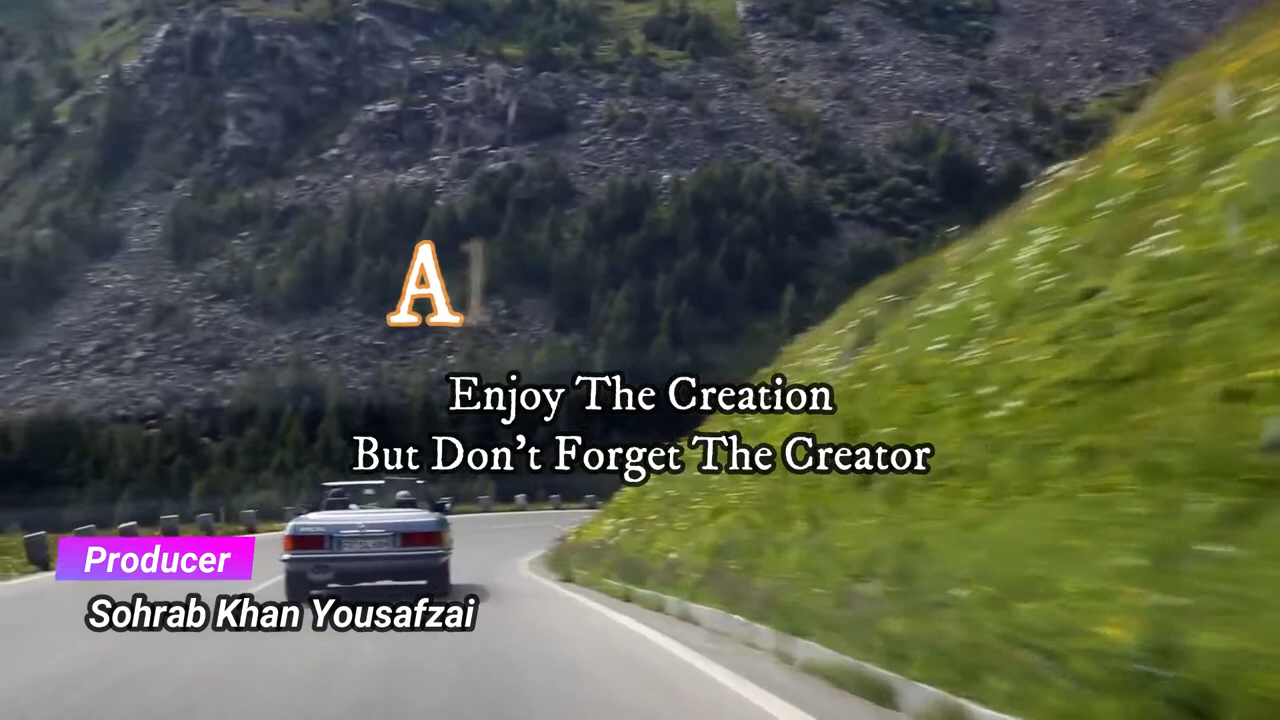 A
Enjoy The Creation
But Don't Forget The Creator
Producer
Sohrab Khan Yousafzai